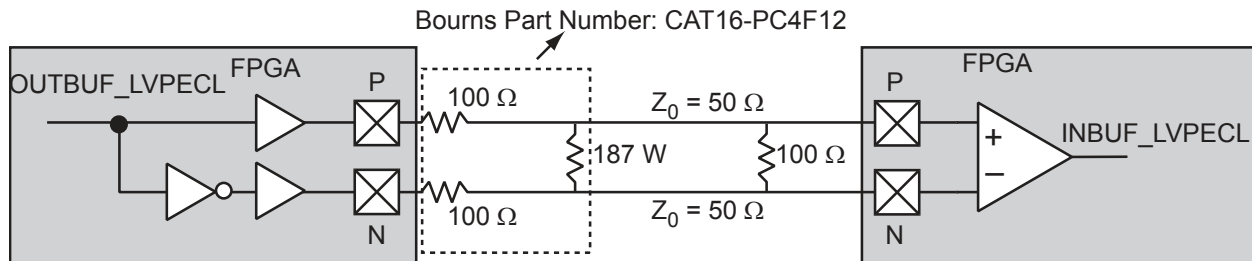 Bourns Part Number: CAT16-PC4F12
OUTBUF_LVPECL
FPGA
P
100 Ω
Z0 = 50 Ω
187 W
100 Ω
100 Ω
Z0 = 50 Ω
N
FPGA
P
+
−
INBUF_LVPECL
N